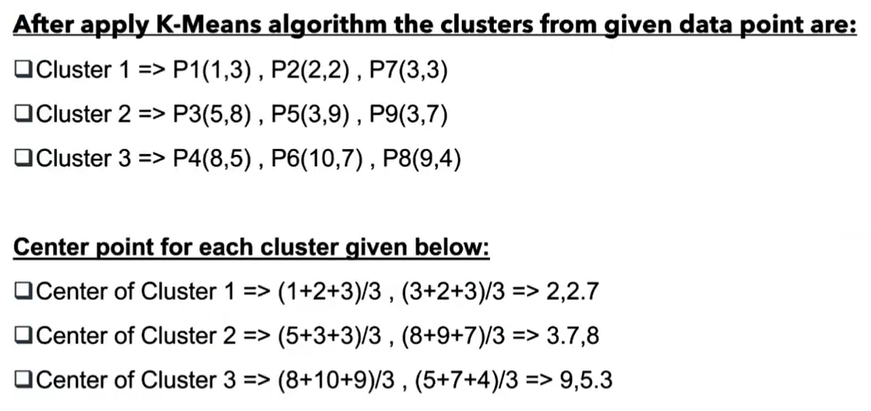 After apply K-Means algorithm the clusters from given data point are:
❑Cluster 1 => P1(1,3) , P2(2,2) , P7(3,3)
❑Cluster 2 => P3(5,8) , P5(3,9) , P9(3,7)
❑Cluster 3 => P4(8,5) , P6(10,7) , P8(9,4)
Center point for each cluster given below:
❑Center of Cluster 1 => (1+2+3)/3 , (3+2+3)/3 => 2,2.7
❑Center of Cluster 2 => (5+3+3)/3 , (8+9+7)/3 => 3.7,8
❑Center of Cluster 3 => (8+10+9)/3 , (5+7+4)/3 => 9,5.3